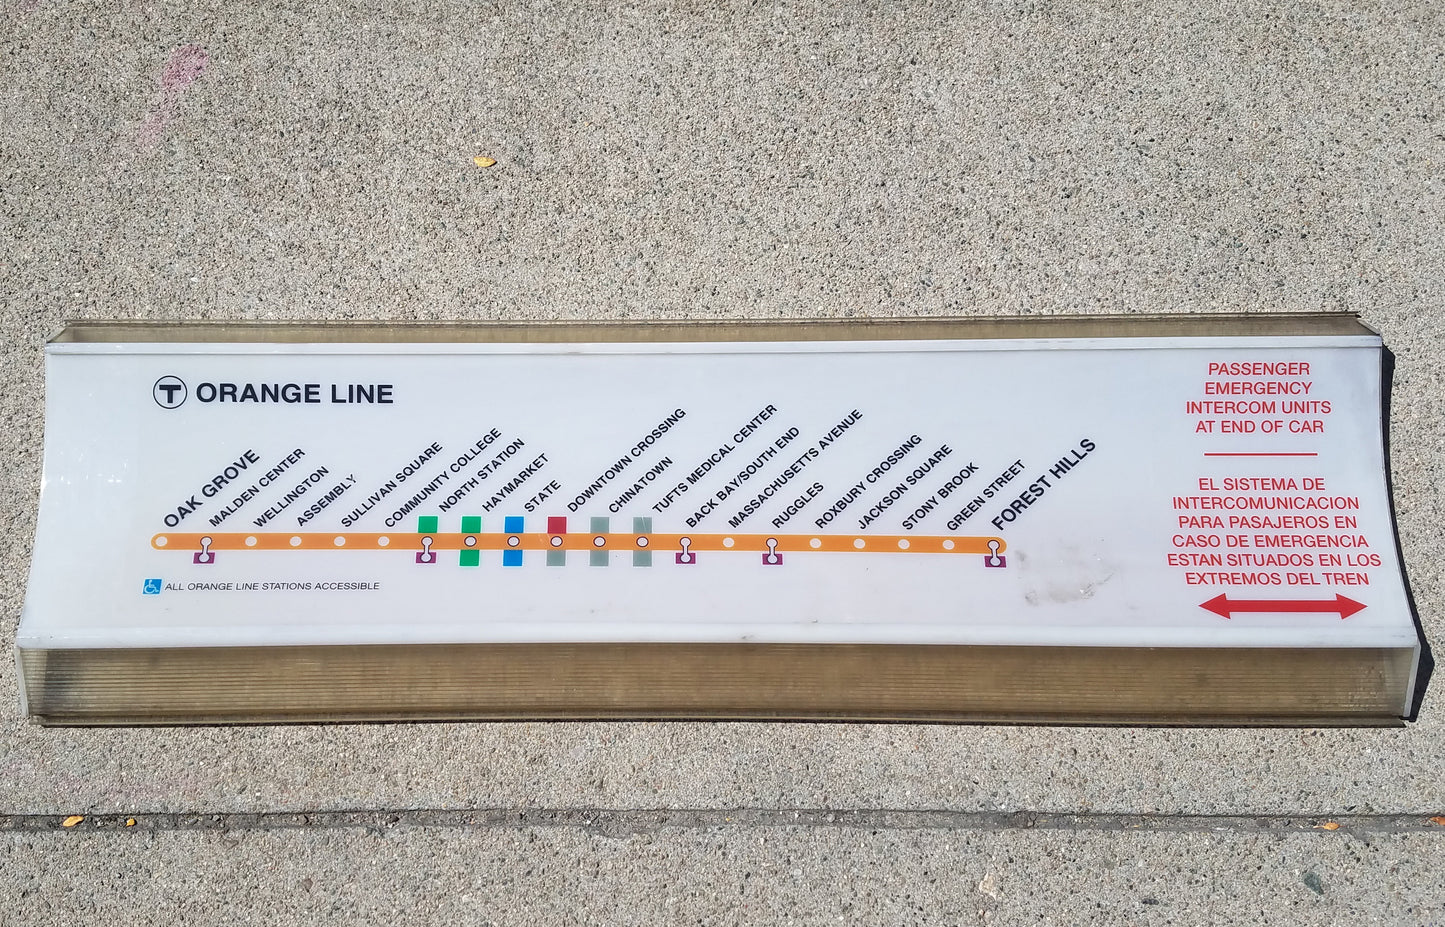 T ORANGE LINE
OAK GROVE
MALDEN CENTER
WELLINGTON
ASSEMBLY
SULLIVAN SQUARE
COMMUNITY COLLEGE
NORTH STATION
HAYMARKET
STATE
DOWNTOWN CROSSING
CHINATOWN
TUFTS MEDICAL CENTER
BACK BAY/SOUTH END
MASSACHUSETTS AVENUE
RUGGLES
ROXBURY CROSSING
JACKSON SQUARE
STONY BROOK
GREEN STREET
FOREST HILLS
ALL ORANGE LINE STATIONS ACCESSIBLE
PASSENGER
EMERGENCY
INTERCOM UNITS
AT END OF CAR
EL SISTEMA DE
INTERCOMUNICACION
PARA PASAJEROS EN
CASO DE EMERGENCIA
ESTAN SITUADOS EN LOS
EXTREMOS DEL TREN